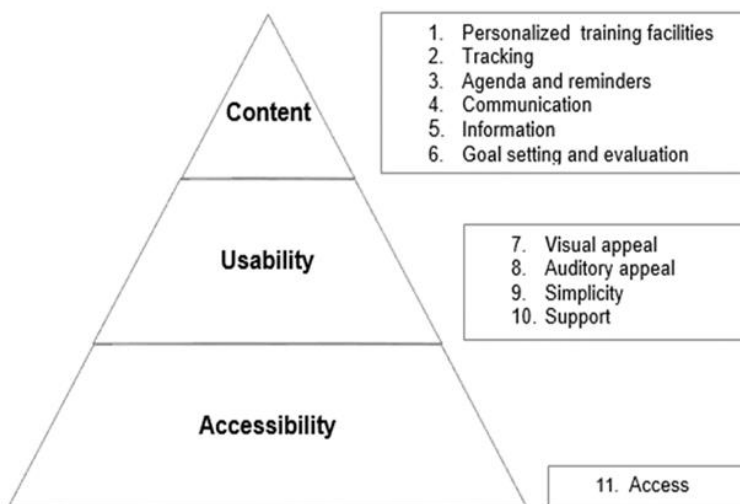 Content
1. Personalized training facilities
2. Tracking
3. Agenda and reminders
4. Communication
5. Information
6. Goal setting and evaluation
Usability
7. Visual appeal
8. Auditory appeal
9. Simplicity
10. Support
Accessibility
11. Access